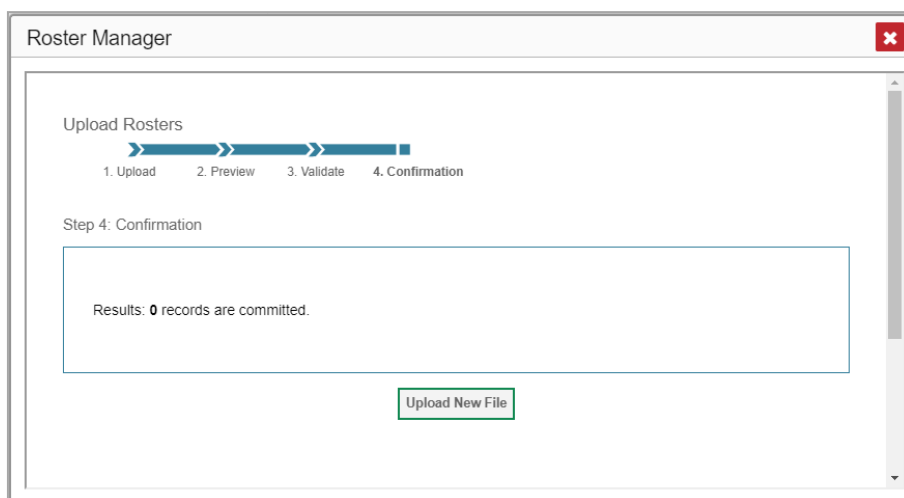 Roster Manager
Upload Rosters
1. Upload 2. Preview 3. Validate 4. Confirmation
Step 4: Confirmation
Results: 0 records are committed.
Upload New File